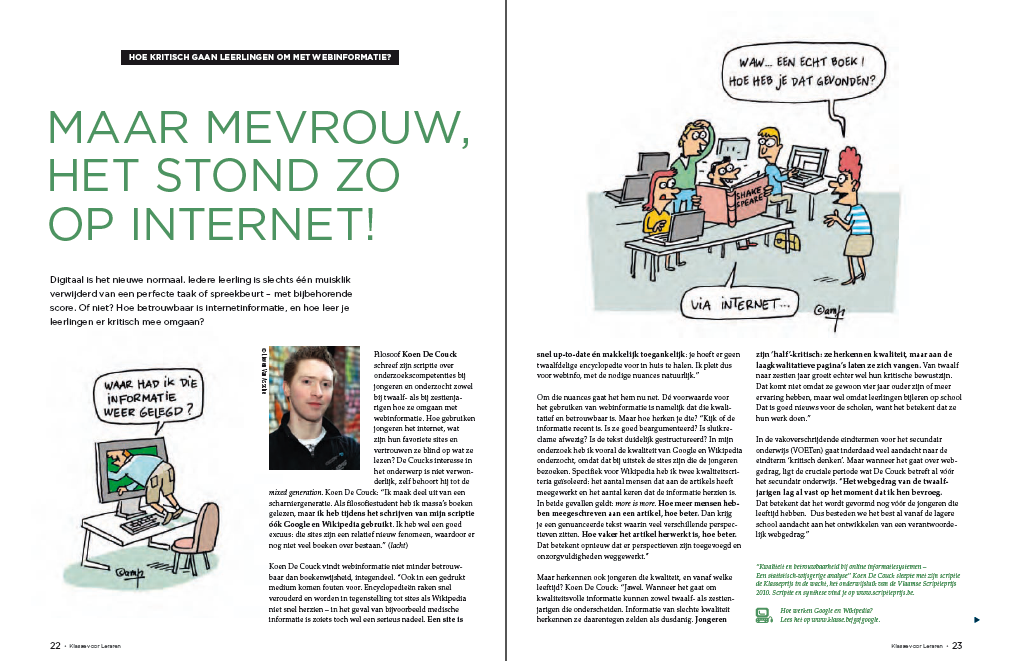 HOE KRITISCH GAAN LEERLINGEN OM MET WEBINFORMATIE?
MAAR MEVROUW,
HET STOND ZO
OP INTERNET!
Digitaal is het nieuwe normaal. Iedere leerling is slechts één muisklik
verwijderd van een perfecte taak of spreekbeurt – met bijbehorende
score. Of niet? Hoe betrouwbaar is internetinformatie, en hoe leer je
leerlingen er kritisch mee omgaan?
WAAR HAD IK DIE
INFORMATIE
WEER GELEGD?
Filosoof Koen De Couck
schreef zijn scriptie over
onderzoekscompetenties bij
jongeren en onderzocht zowel
bij twaalf- als bij zestienja-
rigen hoe ze omgaan met
webinformatie. Hoe gebruiken
jongeren het internet, wat
zijn hun favoriete sites en
vertrouwen ze blind op wat ze
lezen? De Coucks interesse in
het onderwerp is niet verwon-
derlijk, zelf behoort hij tot de
mixed generation. Koen De Couck: “Ik maak deel uit van een
scharniergeneratie. Als filosofiestudent heb ik massa’s boeken
gelezen, maar ik heb tijdens het schrijven van mijn scriptie
óók Google en Wikipedia gebruikt. Ik heb wel een goed
excuus: die sites zijn een relatief nieuw fenomeen, waardoor er
nog niet veel boeken over bestaan.” (lacht)
Koen De Couck vindt webinformatie niet minder betrouw-
baar dan boekenwijsheid, integendeel. “Ook in een gedrukt
medium komen fouten voor. Encyclopedieën raken snel
verouderd en worden in tegenstelling tot sites als Wikipedia
niet snel herzien – in het geval van bijvoorbeeld medische
informatie is zoiets toch wel een serieus nadeel. Een site is
22 • Klasse voor Leraren
WAW... EEN ECHT BOEK!
HOE HEB JE DAT GEVONDEN?
SHAKE
SPEARE
VIA INTERNET...
snel up-to-date én makkelijk toegankelijk: je hoeft er geen
twaalfdelige encyclopedie voor in huis te halen. Ik pleit dus
voor webinfo, met de nodige nuances natuurlijk.”
Om die nuances gaat het hem nu net. Dé voorwaarde voor
het gebruiken van webinformatie is namelijk dat die kwali-
tatief en betrouwbaar is. Maar hoe herken je die? “Kijk of de
informatie recent is. Is ze goed beargumenteerd? Is sluikre-
clame afwezig? Is de tekst duidelijk gestructureerd? In mijn
onderzoek heb ik vooral de kwaliteit van Google en Wikipedia
onderzocht, omdat dat bij uitstek de sites zijn die de jongeren
bezoeken. Specifiek voor Wikipedia heb ik twee kwaliteitscri-
teria geïsoleerd: het aantal mensen dat aan de artikels heeft
meegewerkt en het aantal keren dat de informatie herzien is.
In beide gevallen geldt: more is more. Hoe meer mensen heb-
ben meegeschreven aan een artikel, hoe beter. Dan krijg
je een genuanceerde tekst waarin veel verschillende perspec-
tieven zitten. Hoe vaker het artikel herwerkt is, hoe beter.
Dat betekent opnieuw dat er perspectieven zijn toegevoegd en
onzorgvuldigheden weggewerkt.”
Maar herkennen ook jongeren die kwaliteit, en vanaf welke
leeftijd? Koen De Couck: “Jawel. Wanneer het gaat om
kwaliteitsvolle informatie kunnen zowel twaalf- als zestien-
jarigen die onderscheiden. Informatie van slechte kwaliteit
herkennen ze daarentegen zelden als dusdanig. Jongeren
zijn ‘half’-kritisch: ze herkennen kwaliteit, maar aan de
laagkwalitatieve pagina’s laten ze zich vangen. Van twaalf
naar zestien jaar groeit echter wel hun kritische bewustzijn.
Dat komt niet omdat ze gewoon vier jaar ouder zijn of meer
ervaring hebben, maar wel omdat leerlingen bijleren op school
Dat is goed nieuws voor de scholen, want het betekent dat ze
hun werk doen.”
In de vakoverschrijdende eindtermen voor het secundair
onderwijs (VOETen) gaat inderdaad veel aandacht naar de
eindterm ‘kritisch denken’. Maar wanneer het gaat over web-
gedrag, ligt de cruciale periode wat De Couck betreft al vóór
het secundair onderwijs. “Het webgedrag van de twaalf-
jarigen lag al vast op het moment dat ik hen bevroeg.
Dat betekent dat het wordt gevormd nog vóór de jongeren die
leeftijd hebben. Dus besteden we het best al vanaf de lagere
school aandacht aan het ontwikkelen van een verantwoorde-
lijk webgedrag.”
“Kwaliteit en betrouwbaarheid bij online informatiesystemen –
Een statistisch-wijsgerige analyse” Koen De Couck sleepte met zijn scriptie
de Klasseprijs in de wacht, het onderwijsluik van de Vlaamse Scriptieprijs
2010. Scriptie en synthese vind je op www.scriptieprijs.be.
Hoe werken Google en Wikipedia?
Lees het op www.klasse.be/gidgoogle.
Klasse voor Leraren • 23